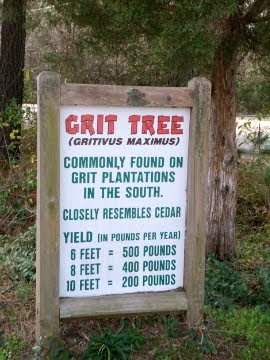 GRIT TREE
(GRITIVUS MAXIMUS)
COMMONLY FOUND ON
GRIT PLANTATIONS
IN THE SOUTH.
CLOSELY RESEMBLES CEDAR
YIELD (IN POUNDS PER YEAR)
6 FEET = 500 POUNDS
8 FEET = 400 POUNDS
10 FEET = 200 POUNDS